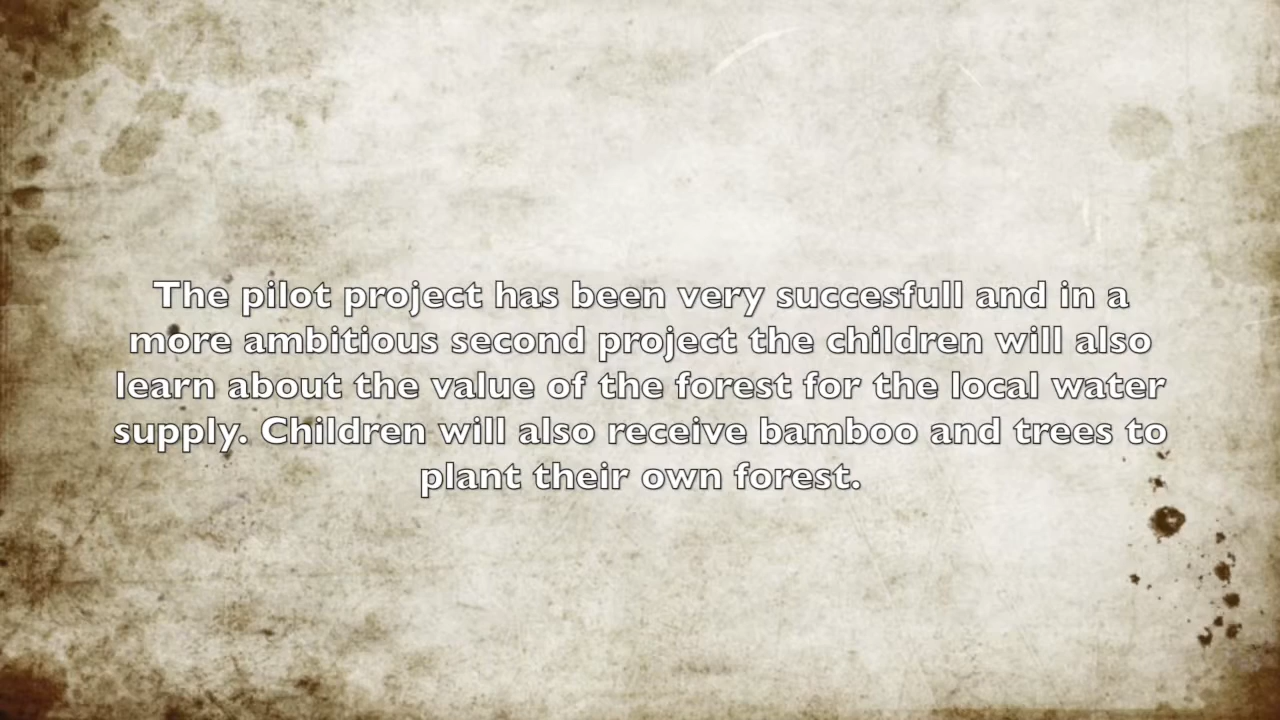 The pilot project has been very succesfull and in a
more ambitious second project the children will also
learn about the value of the forest for the local water
supply. Children will also receive bamboo and trees to
plant their own forest.